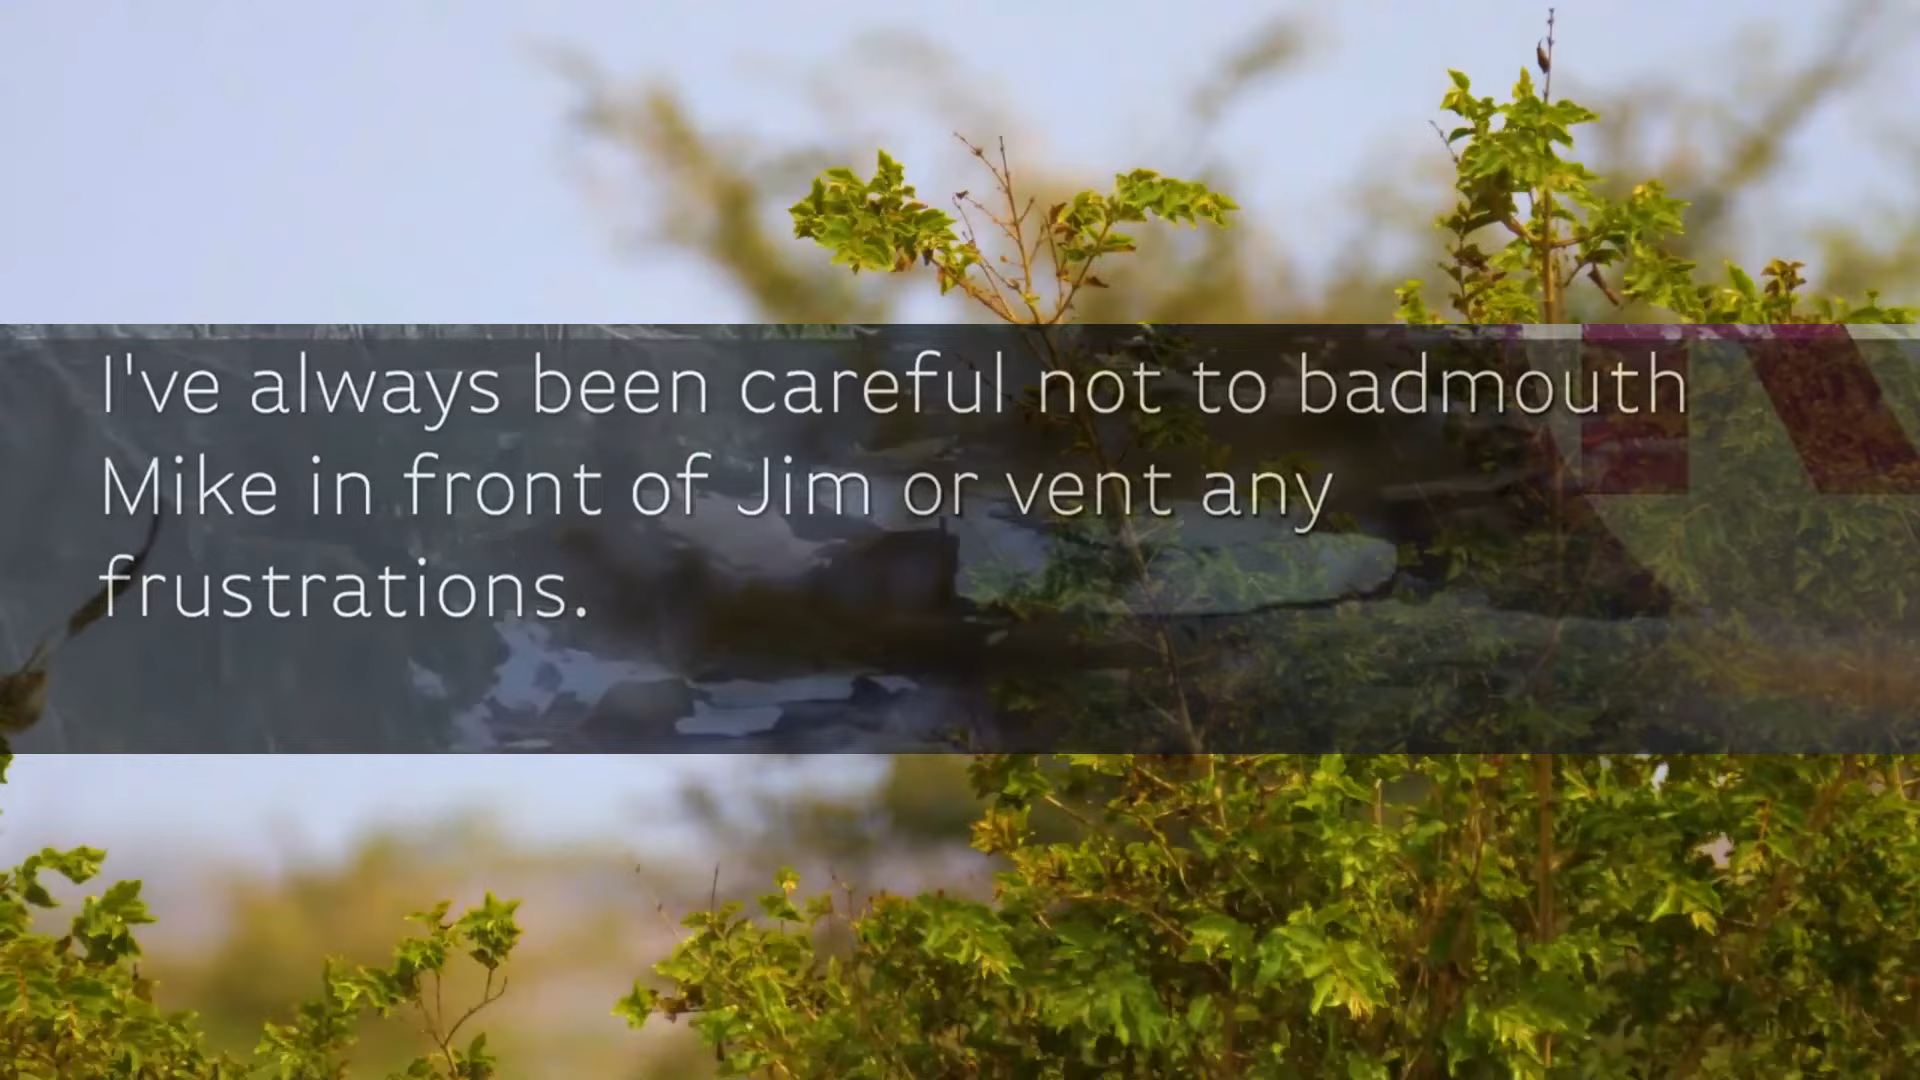 I've always been careful not to badmouth
Mike in front of Jim or vent any
frustrations.